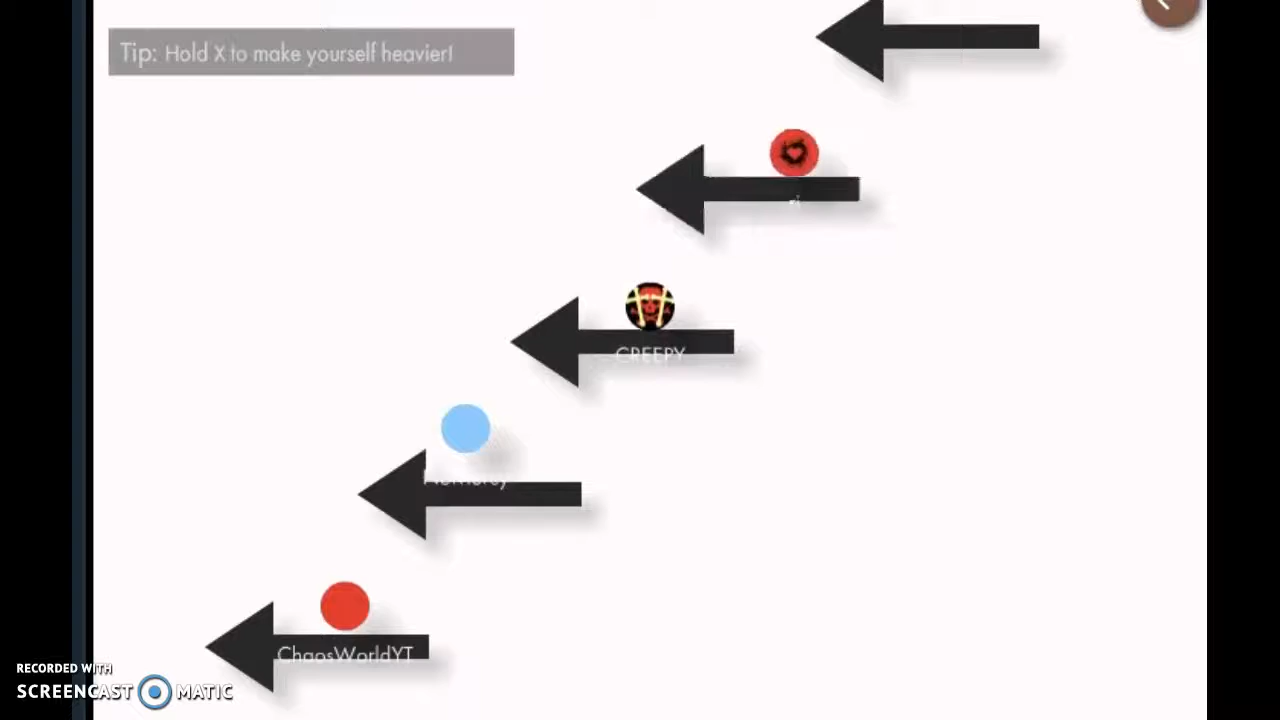 Tip: Hold X to make yourself heavier!
CREEPY
ChaosWorldYT
RECORDED WITH
SCREENCAST MATIC